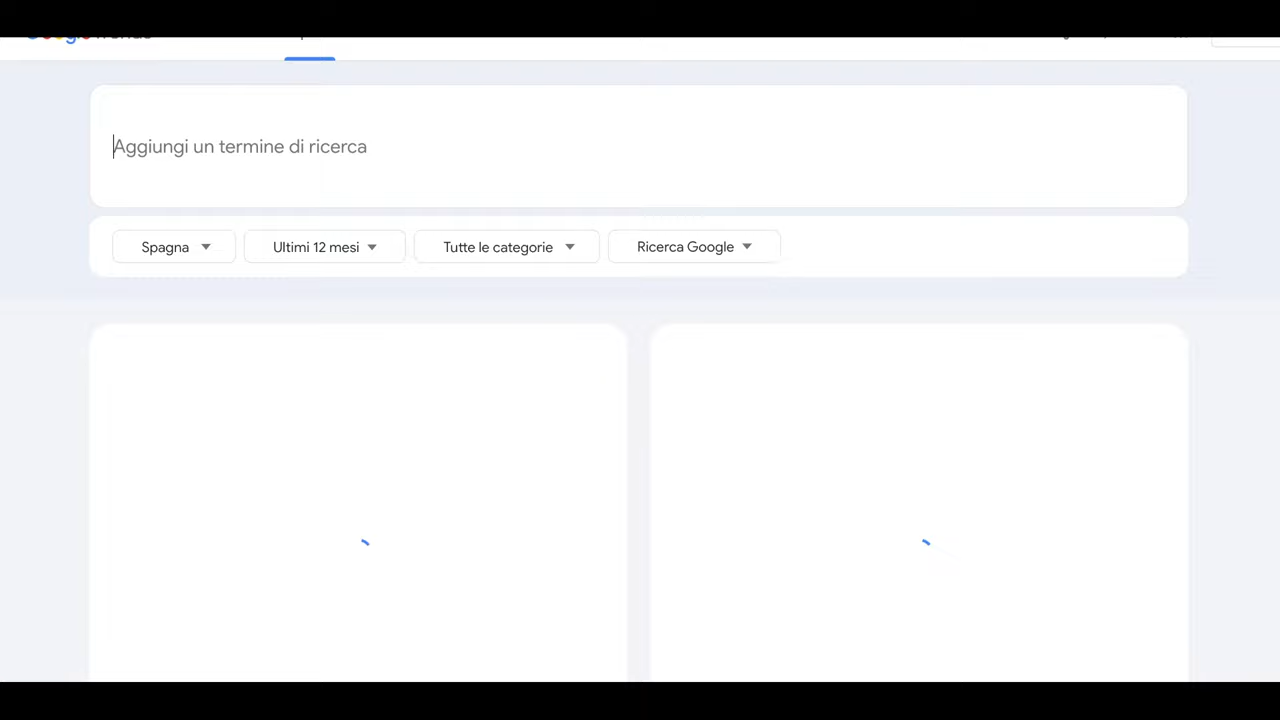 Aggiungi un termine di ricerca
Spagna Ultimi 12 mesi Tutte le categorie Ricerca Google